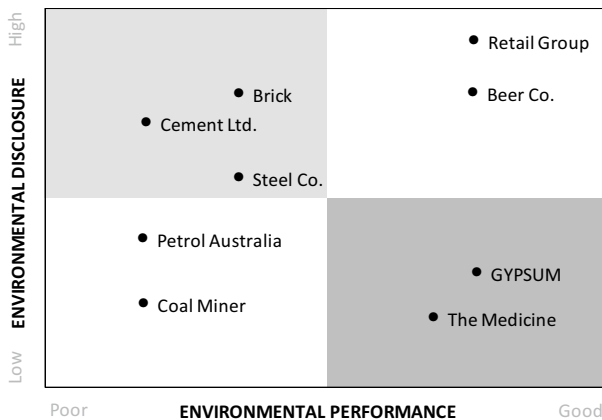 High
ENVIRONMENTAL DISCLOSURE
Low
Retail Group
Brick
Beer Co.
Cement Ltd.
Steel Co.
Petrol Australia
GYPSUM
Coal Miner
The Medicine
Poor
ENVIRONMENTAL PERFORMANCE
Good